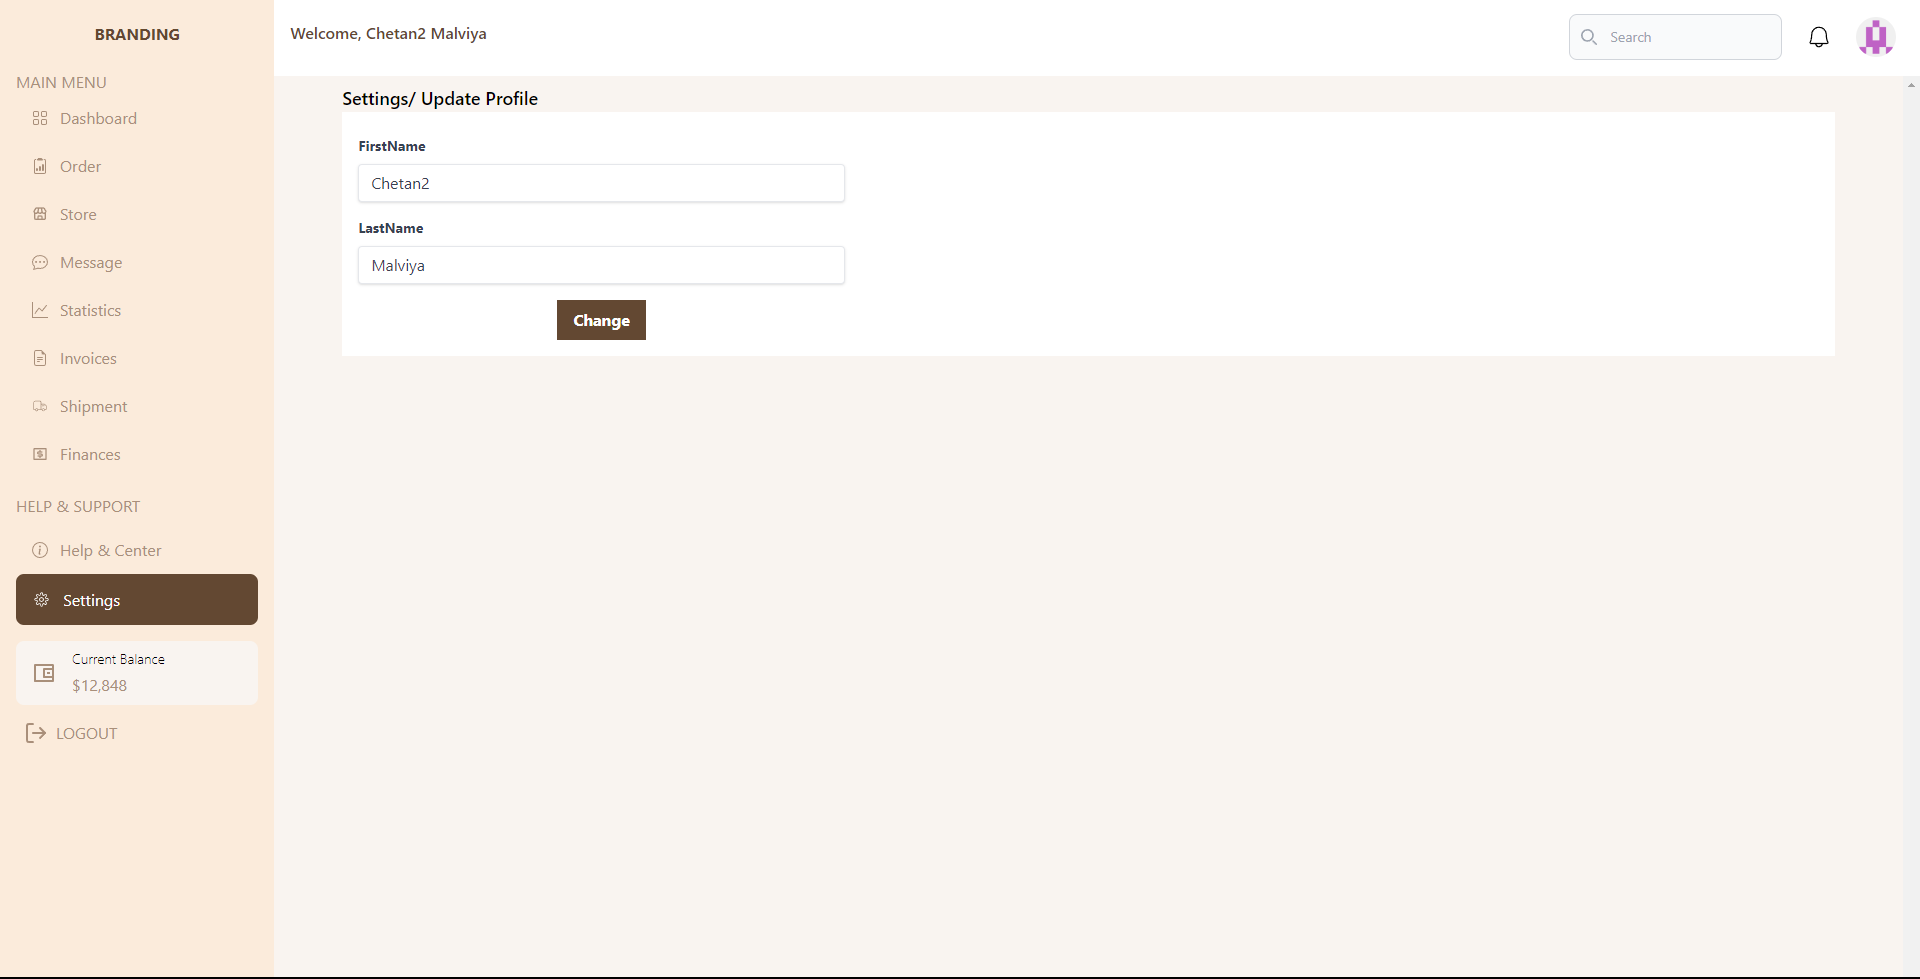 BRANDING
MAIN MENU
Dashboard
Order
Store
Message
Statistics
Invoices
Shipment
Finances
HELP & SUPPORT
Help & Center
Settings
Current Balance
$12,848
LOGOUT
Welcome, Chetan2 Malviya
Search
Settings/ Update Profile
FirstName
Chetan2
LastName
Malviya
Change